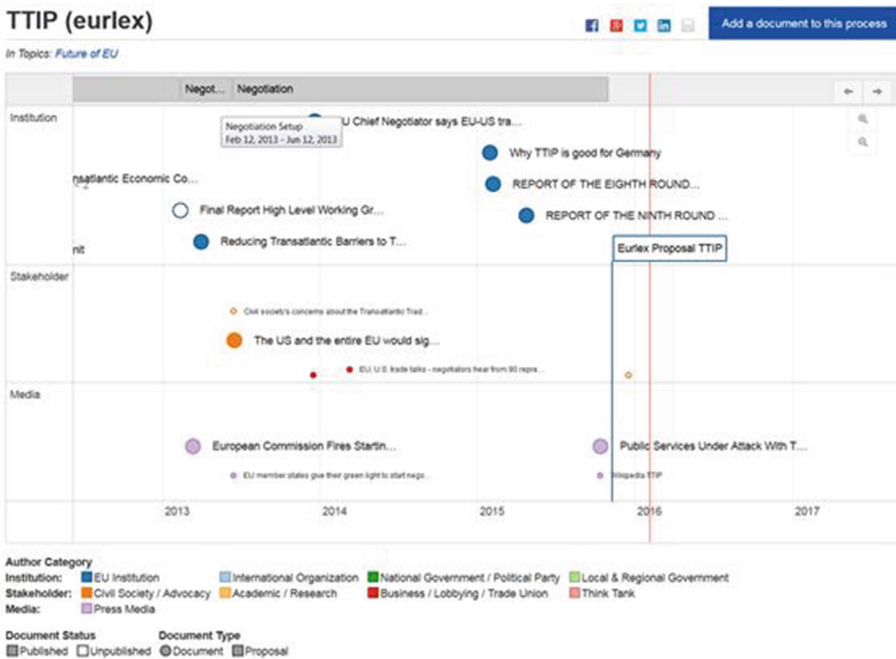 TTIP (eurlex)
Add a document to this process
In Topics: Future of EU
Negot... Negotiation
Institution
U Chief Negotiator says EU-US tra...
Negotiation Setup
Feb 12, 2013 - Jun 12, 2013
Why TTIP is good for Germany
nsatlantic Economic Co...
REPORT OF THE EIGHTH ROUND...
Final Report High Level Working Gr...
REPORT OF THE NINTH ROUND ...
Reducing Transatlantic Barriers to T...
nit
Eurlex Proposal TTIP
Stakeholder
Civil society's concerns about the Transatlantic Trad...
The US and the entire EU would sig...
EU, U.S. trade talks - negotiators hear from 90 repre...
Media
European Commission Fires Startin...
Public Services Under Attack With T...
EU member states give their green light to start nego...
Wikipedia TTIP
2013 2014 2015 2016 2017
Author Category
Institution: EU Institution International Organization National Government / Political Party Local & Regional Government
Stakeholder: Civil Society / Advocacy Academic / Research Business / Lobbying / Trade Union Think Tank
Media: Press Media
Document Status Document Type
Published Unpublished Document Proposal